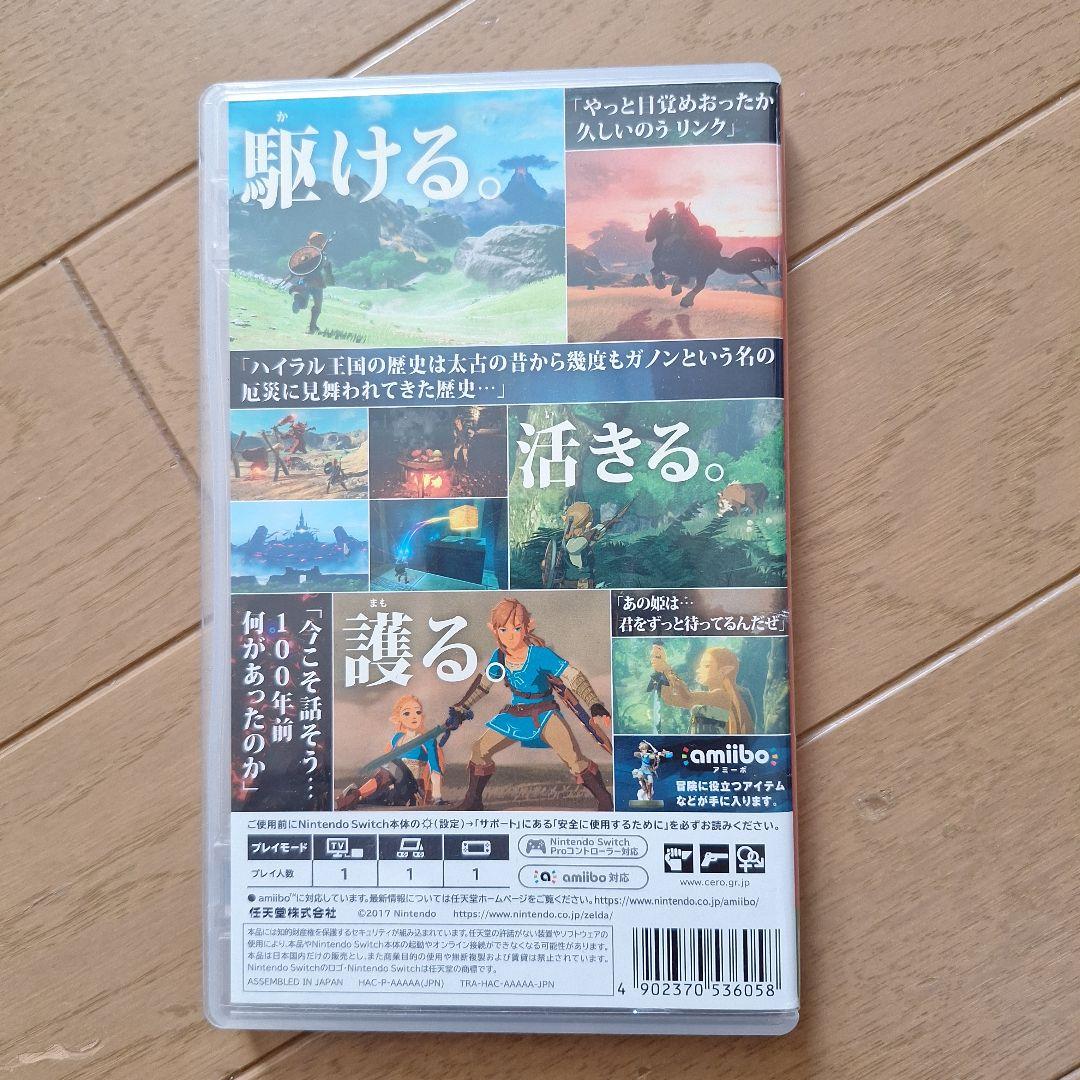 か
駆ける。
「やっと目覚めおったか
久しいのう リンク」
「ハイラル王国の歴史は太古の昔から幾度もガノンという名の
厄災に見舞われてきた歴史…」
い
活きる。
「今こそ話そう…
100年前
何があったのか」
まも
護る。
「あの姫は…
君をずっと待ってるんだぜ」
amiibo
アミーボ
冒険に役立つアイテム
などが手に入ります。
ご使用前にNintendo Switch本体の(設定)→「サポート」にある「安全に使用するために」を必ずお読みください。
プレイモード TV
プレイ人数 1 1 1
Nintendo Switch
Proコントローラー対応
amiibo 対応
www.cero.gr.jp
●amiibo™に対応しています。最新情報については任天堂ホームページをご覧ください。https://www.nintendo.co.jp/amiibo/
任天堂株式会社 ©2017 Nintendo https://www.nintendo.co.jp/zelda/
本品には知的財産権を保護するセキュリティが組み込まれています。任天堂の許諾がない装置やソフトウェアの
使用により、本品やNintendo Switch本体の起動やオンライン接続ができなくなる可能性があります。
本品は日本国内だけの販売とし、また商業目的の使用や無断複製および賃貸は禁止されています。
Nintendo Switchのロゴ・Nintendo Switchは任天堂の商標です。
ASSEMBLED IN JAPAN HAC-P-AAAAA(JPN) TRA-HAC-AAAAA-JPN
4 902370 536058